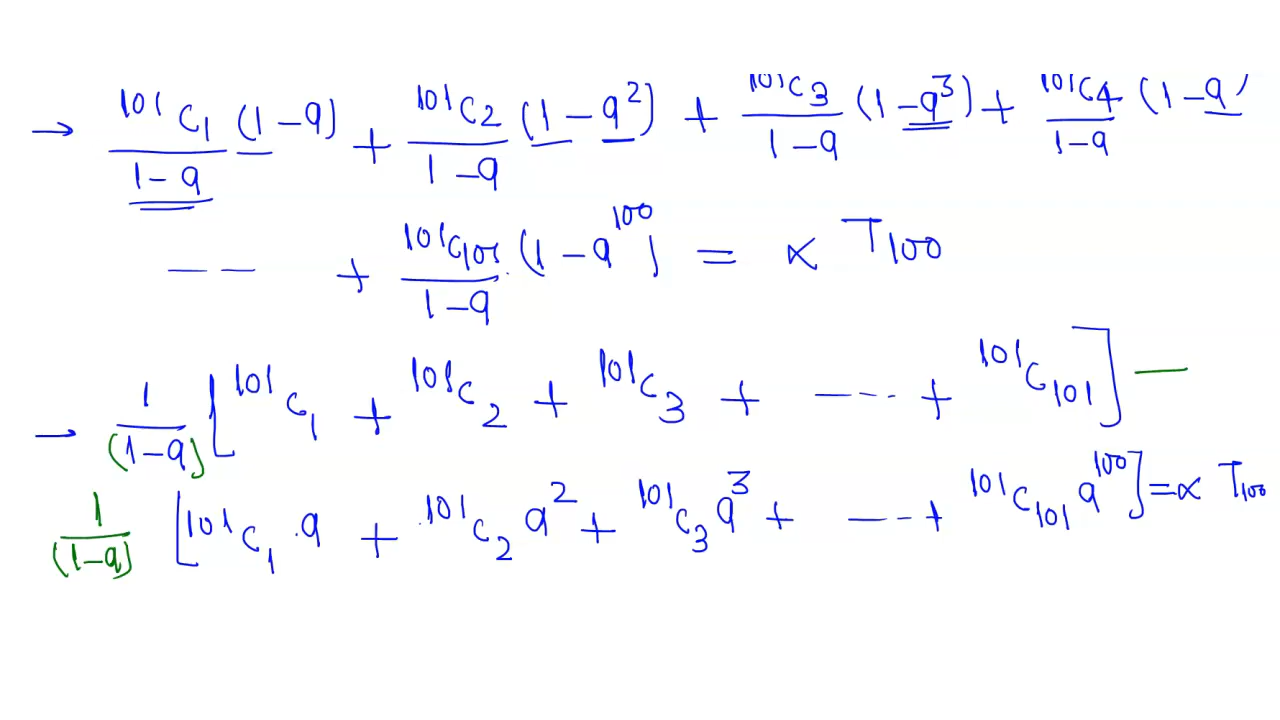 → ¹⁰¹C₁/(1-q) (1-q) + ¹⁰¹C₂/(1-q) (1-q²) + ¹⁰¹C₃/(1-q) (1-q³) + ¹⁰¹C₄/(1-q) (1-q)
-- + ¹⁰¹C₁₀₁/(1-q) (1-q¹⁰⁰) = α T₁₀₀
→ 1/(1-q) [¹⁰¹C₁ + ¹⁰¹C₂ + ¹⁰¹C₃ + --·· + ¹⁰¹C₁₀₁] —
1/(1-q) [¹⁰¹C₁ .q + ¹⁰¹C₂ q² + ¹⁰¹C₃ q³ + --·+ ¹⁰¹C₁₀₁ q¹⁰⁰] = α T₁₀₀